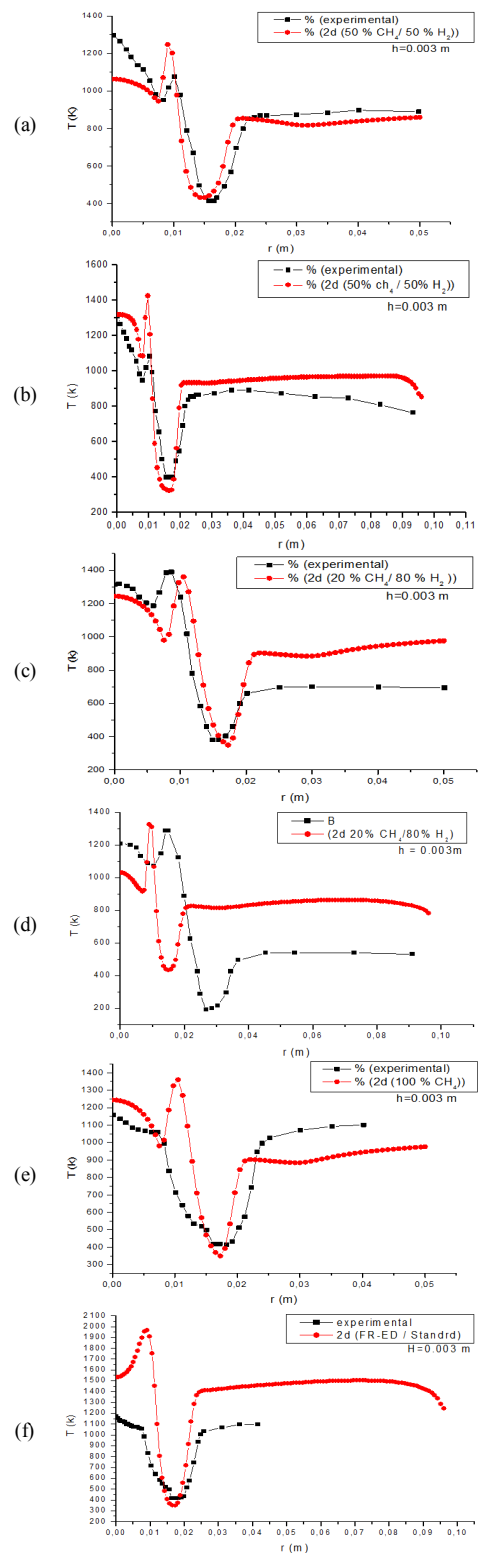 (a)
% (experimental)
% (2d (50 % CH4/ 50 % H2))
h=0.003 m
T (k)
1400
1200
1000
800
600
400
0,00 0,01 0,02 0,03 0,04 0,05
r (m)
(b)
% (experimental)
% (2d (50% ch4 / 50% H2))
h=0.003 m
T (k)
1600
1400
1200
1000
800
600
400
200
0,00 0,01 0,02 0,03 0,04 0,05 0,06 0,07 0,08 0,09 0,10 0,11
r (m)
(c)
% (experimental)
% (2d (20 % CH4/ 80 % H2 ))
h=0.003 m
T(k)
1400
1200
1000
800
600
400
200
0,00 0,01 0,02 0,03 0,04 0,05
r (m)
(d)
B
(2d 20% CH4/80% H2)
h = 0.003m
T (k)
1400
1200
1000
800
600
400
200
0,00 0,02 0,04 0,06 0,08 0,10
r (m)
(e)
% (experimental)
% (2d (100 % CH4))
h=0.003 m
T (k)
1400
1300
1200
1100
1000
900
800
700
600
500
400
300
0,00 0,01 0,02 0,03 0,04 0,05
r (m)
(f)
experimental
2d (FR-ED / Standrd)
H=0.003 m
T (k)
2100
2000
1900
1800
1700
1600
1500
1400
1300
1200
1100
1000
900
800
700
600
500
400
300
200
0,00 0,01 0,02 0,03 0,04 0,05 0,06 0,07 0,08 0,09 0,10
r (m)